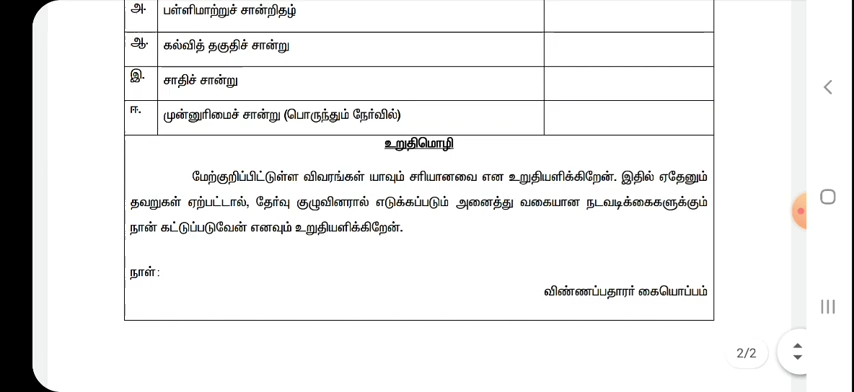 அ. பள்ளிமாற்றுச் சான்றிதழ்
ஆ. கல்வித் தகுதிச் சான்று
இ. சாதிச் சான்று
ஈ. முன்னுரிமைச் சான்று (பொருந்தும் நேர்வில்)
உறுதிமொழி
மேற்குறிப்பிட்டுள்ள விவரங்கள் யாவும் சரியானவை என உறுதியளிக்கிறேன். இதில் ஏதேனும்
தவறுகள் ஏற்பட்டால், தேர்வு குழுவினரால் எடுக்கப்படும் அனைத்து வகையான நடவடிக்கைகளுக்கும்
நான் கட்டுப்படுவேன் எனவும் உறுதியளிக்கிறேன்.
நாள் :
விண்ணப்பதாரர் கையொப்பம்
2/2